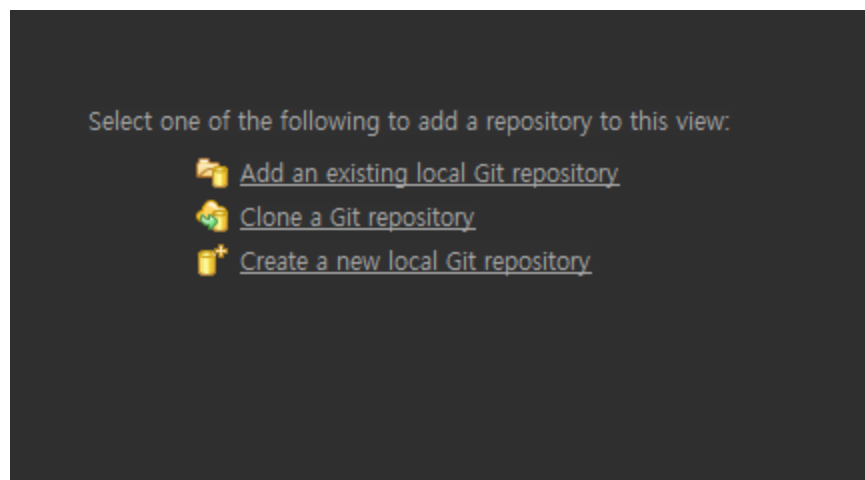 Select one of the following to add a repository to this view:
Add an existing local Git repository
Clone a Git repository
Create a new local Git repository